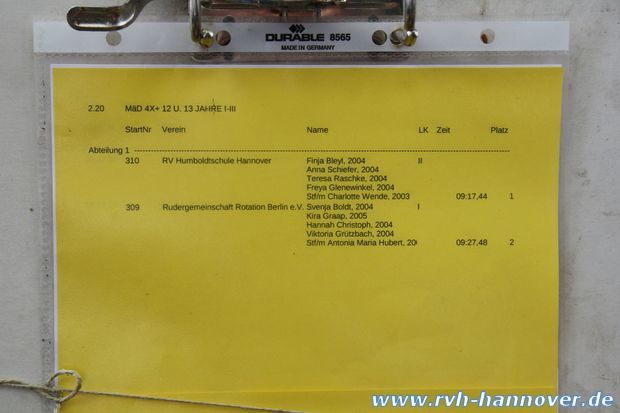 DURABLE 8565
MADE IN GERMANY
2.20 MäD 4X+ 12 U. 13 JAHRE I-III
StartNr Verein Name LK Zeit Platz
Abteilung 1
310 RV Humboldtschule Hannover Finja Bleyl, 2004 II
Anna Schiefer, 2004
Teresa Raschke, 2004
Freya Glenewinkel, 2004
Stf/m Charlotte Wende, 2003 09:17,44 1
309 Rudergemeinschaft Rotation Berlin e.V. Svenja Boldt, 2004 I
Kira Graap, 2005
Hannah Christoph, 2004
Viktoria Grützbach, 2004
Stf/m Antonia Maria Hubert, 20 09:27,48 2
www.rvh-hannover.de